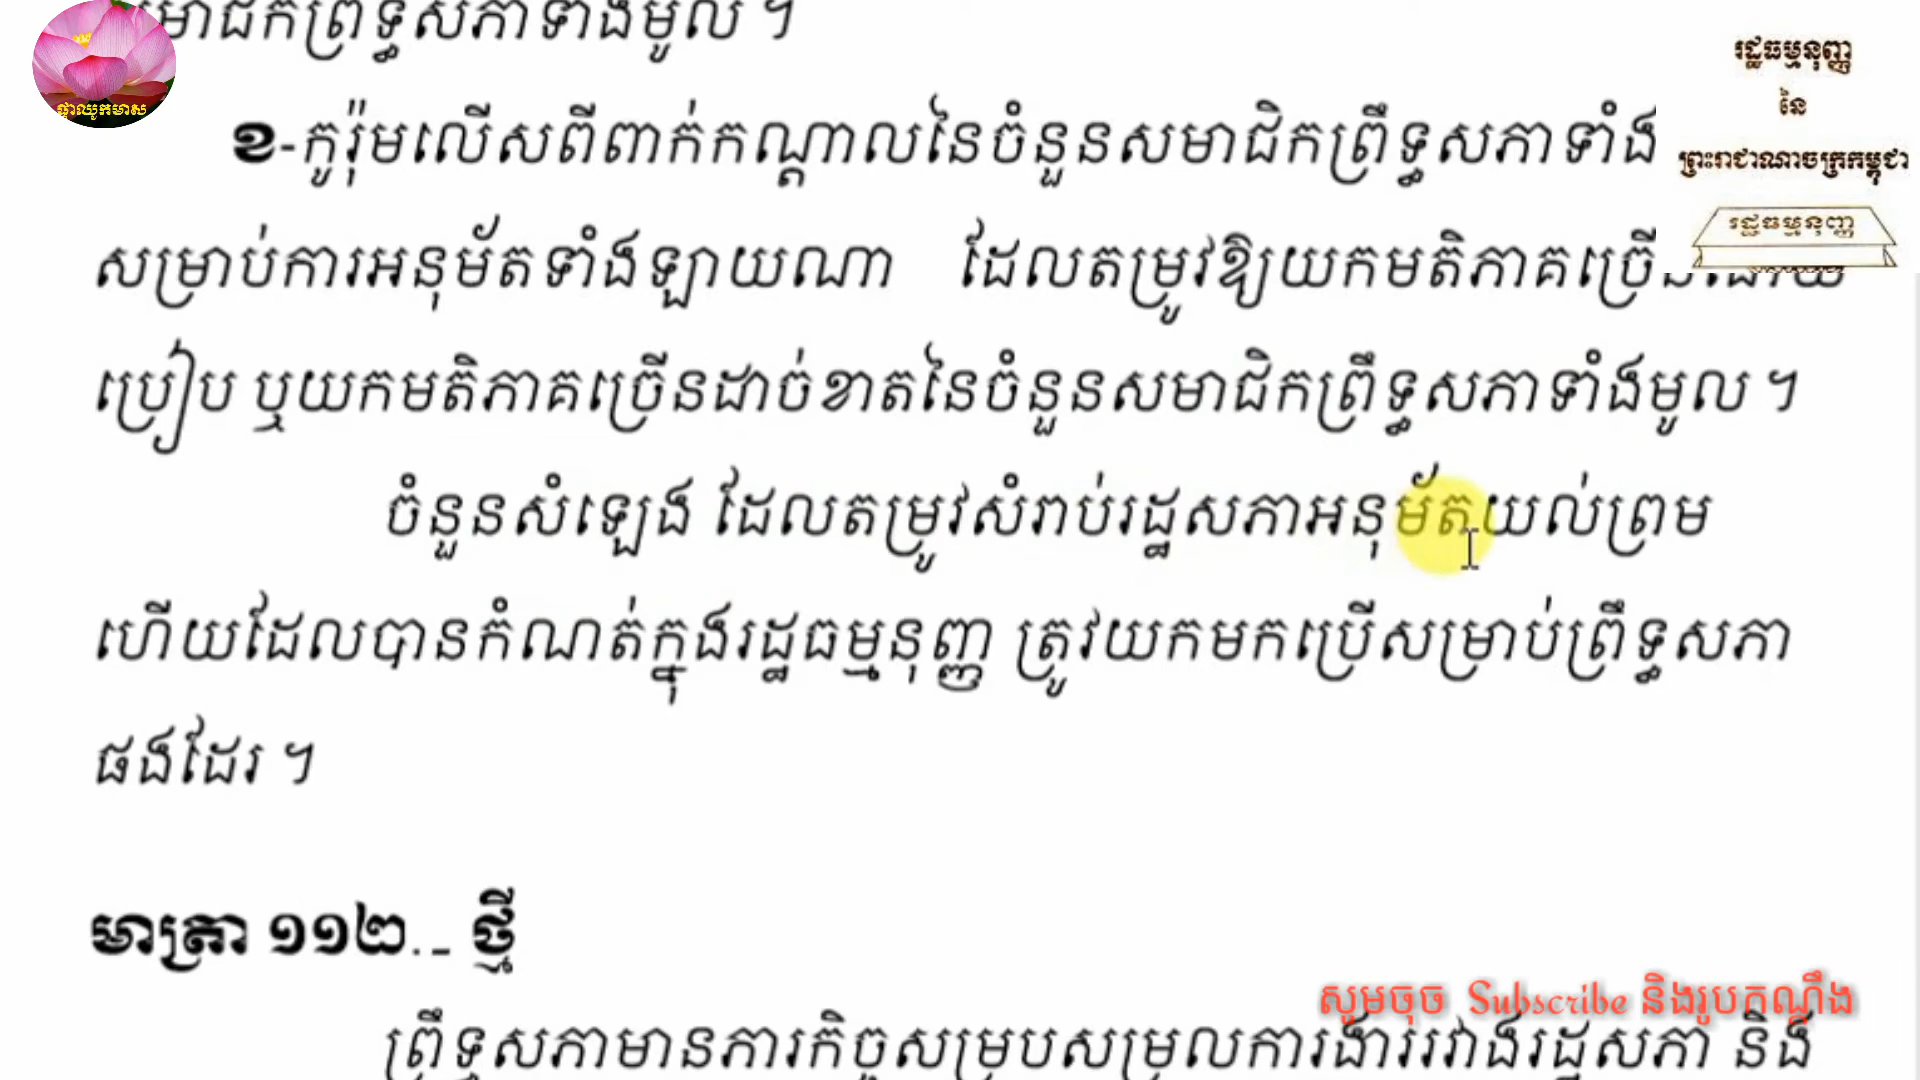 មាជិកព្រឹទ្ធសភាទាំងមូល ។
ផ្កាឈូកមាស
ខ-កូរ៉ុមលើសពីពាក់កណ្ដាលនៃចំនួនសមាជិកព្រឹទ្ធសភាទាំង
សម្រាប់ការអនុម័តទាំងឡាយណា ដែលតម្រូវឱ្យយកមតិភាគច្រើនដោយ
ប្រៀប ឬយកមតិភាគច្រើនដាច់ខាតនៃចំនួនសមាជិកព្រឹទ្ធសភាទាំងមូល ។
ចំនួនសំឡេង ដែលតម្រូវសំរាប់រដ្ឋសភាអនុម័តយល់ព្រម
ហើយដែលបានកំណត់ក្នុងរដ្ឋធម្មនុញ្ញ ត្រូវយកមកប្រើសម្រាប់ព្រឹទ្ធសភា
ផងដែរ ។
មាត្រា ១១២.- ថ្មី
ព្រឹទ្ធសភាមានភារកិច្ចសម្របសម្រួលការងាររវាងរដ្ឋសភា និង
រដ្ឋធម្មនុញ្ញ
នៃ
ព្រះរាជាណាចក្រកម្ពុជា
រដ្ឋធម្មនុញ្ញ
សូមចុច Subscribe និងរូបកណ្ដឹង